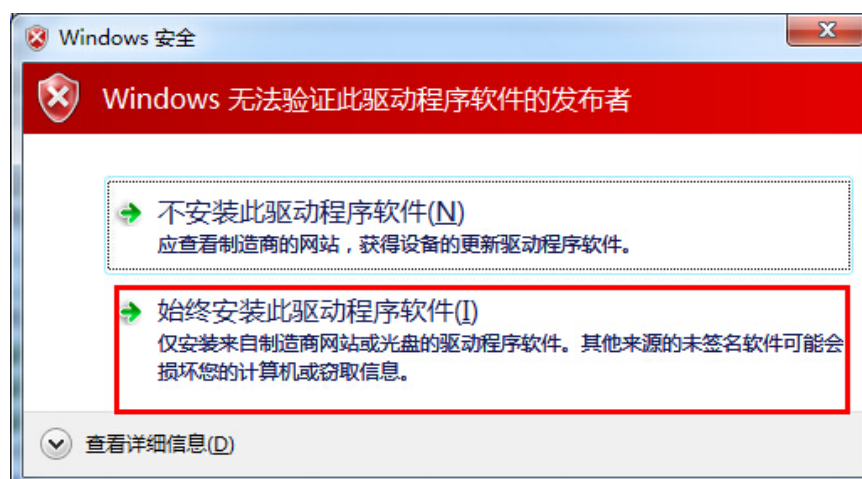 Windows 安全
Windows 无法验证此驱动程序软件的发布者
不安装此驱动程序软件(N)
应查看制造商的网站，获得设备的更新驱动程序软件。
始终安装此驱动程序软件(I)
仅安装来自制造商网站或光盘的驱动程序软件。其他来源的未签名软件可能会
损坏您的计算机或窃取信息。
查看详细信息(D)